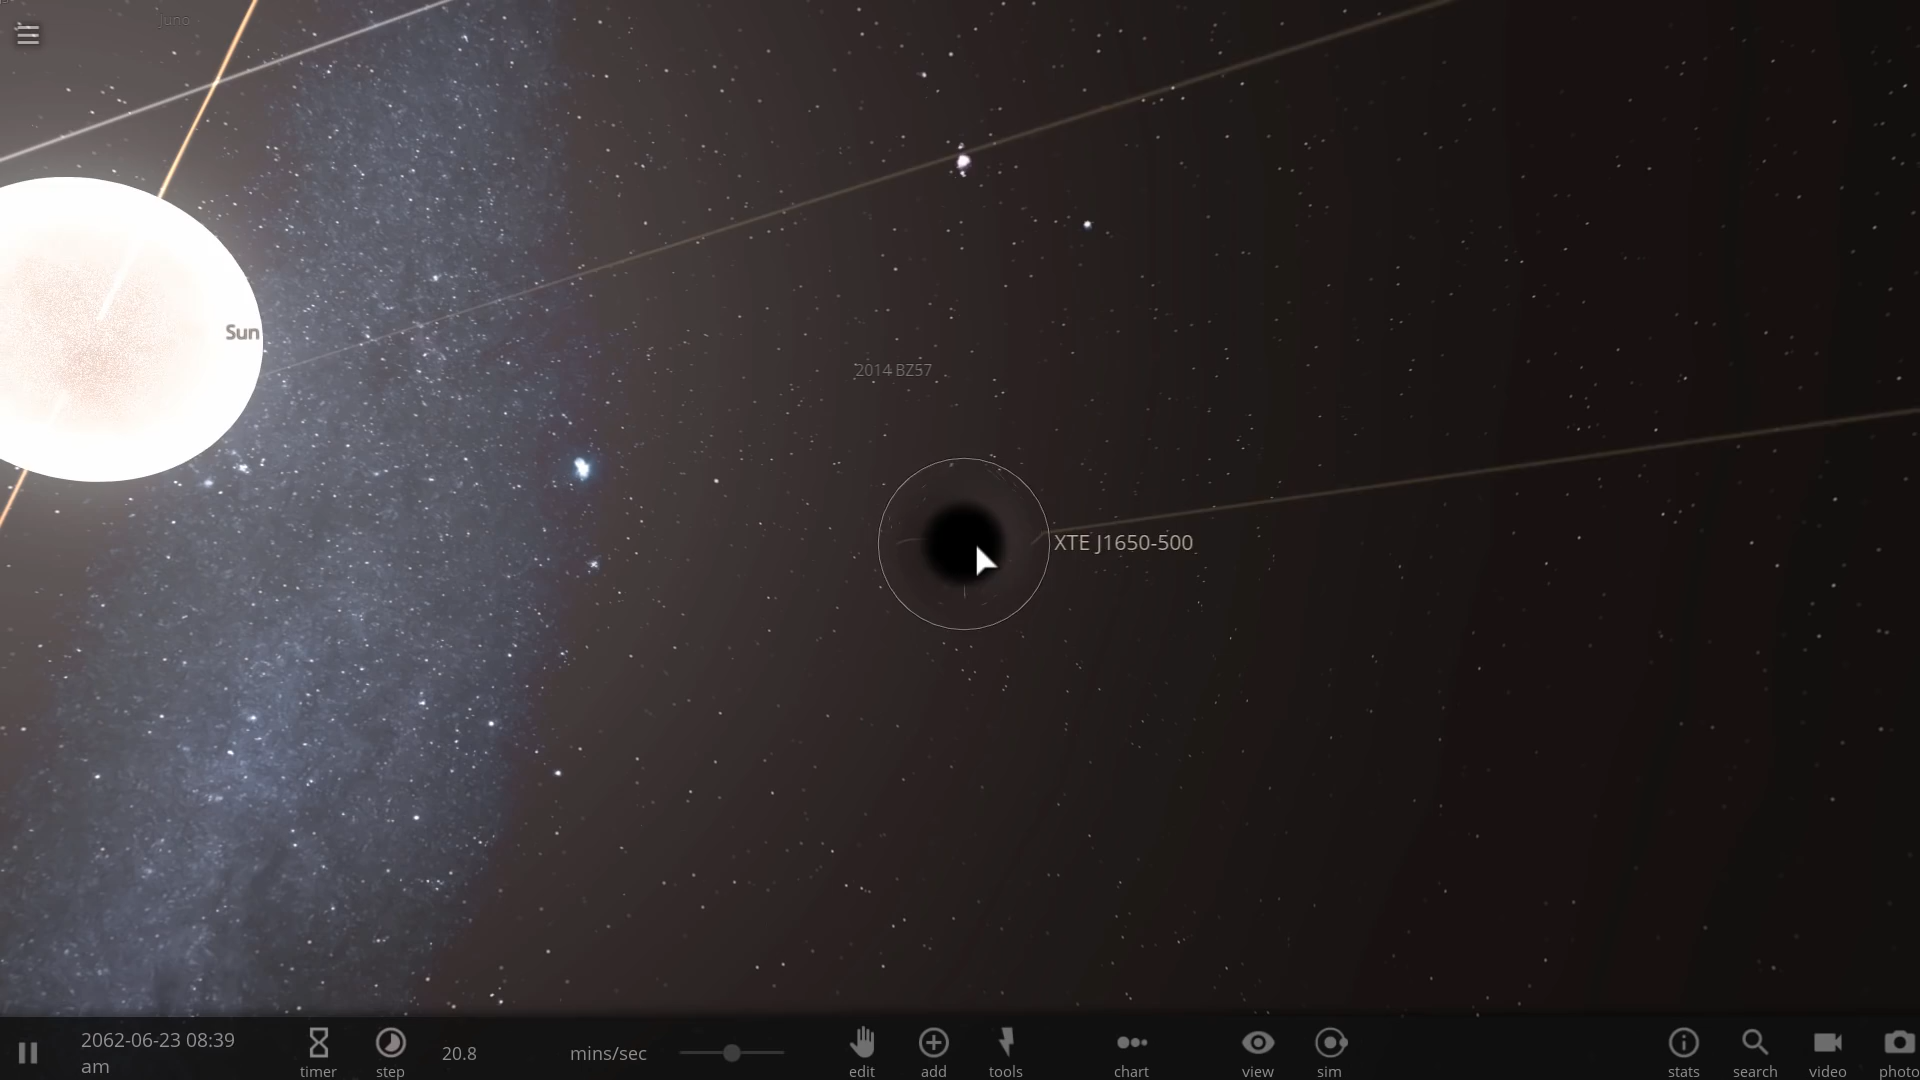 Juno
Sun
2014 BZ57
XTE J1650-500
2062-06-23 08:39
am
timer
step
20.8
mins/sec
edit
add
tools
chart
view
sim
stats
search
video
photo